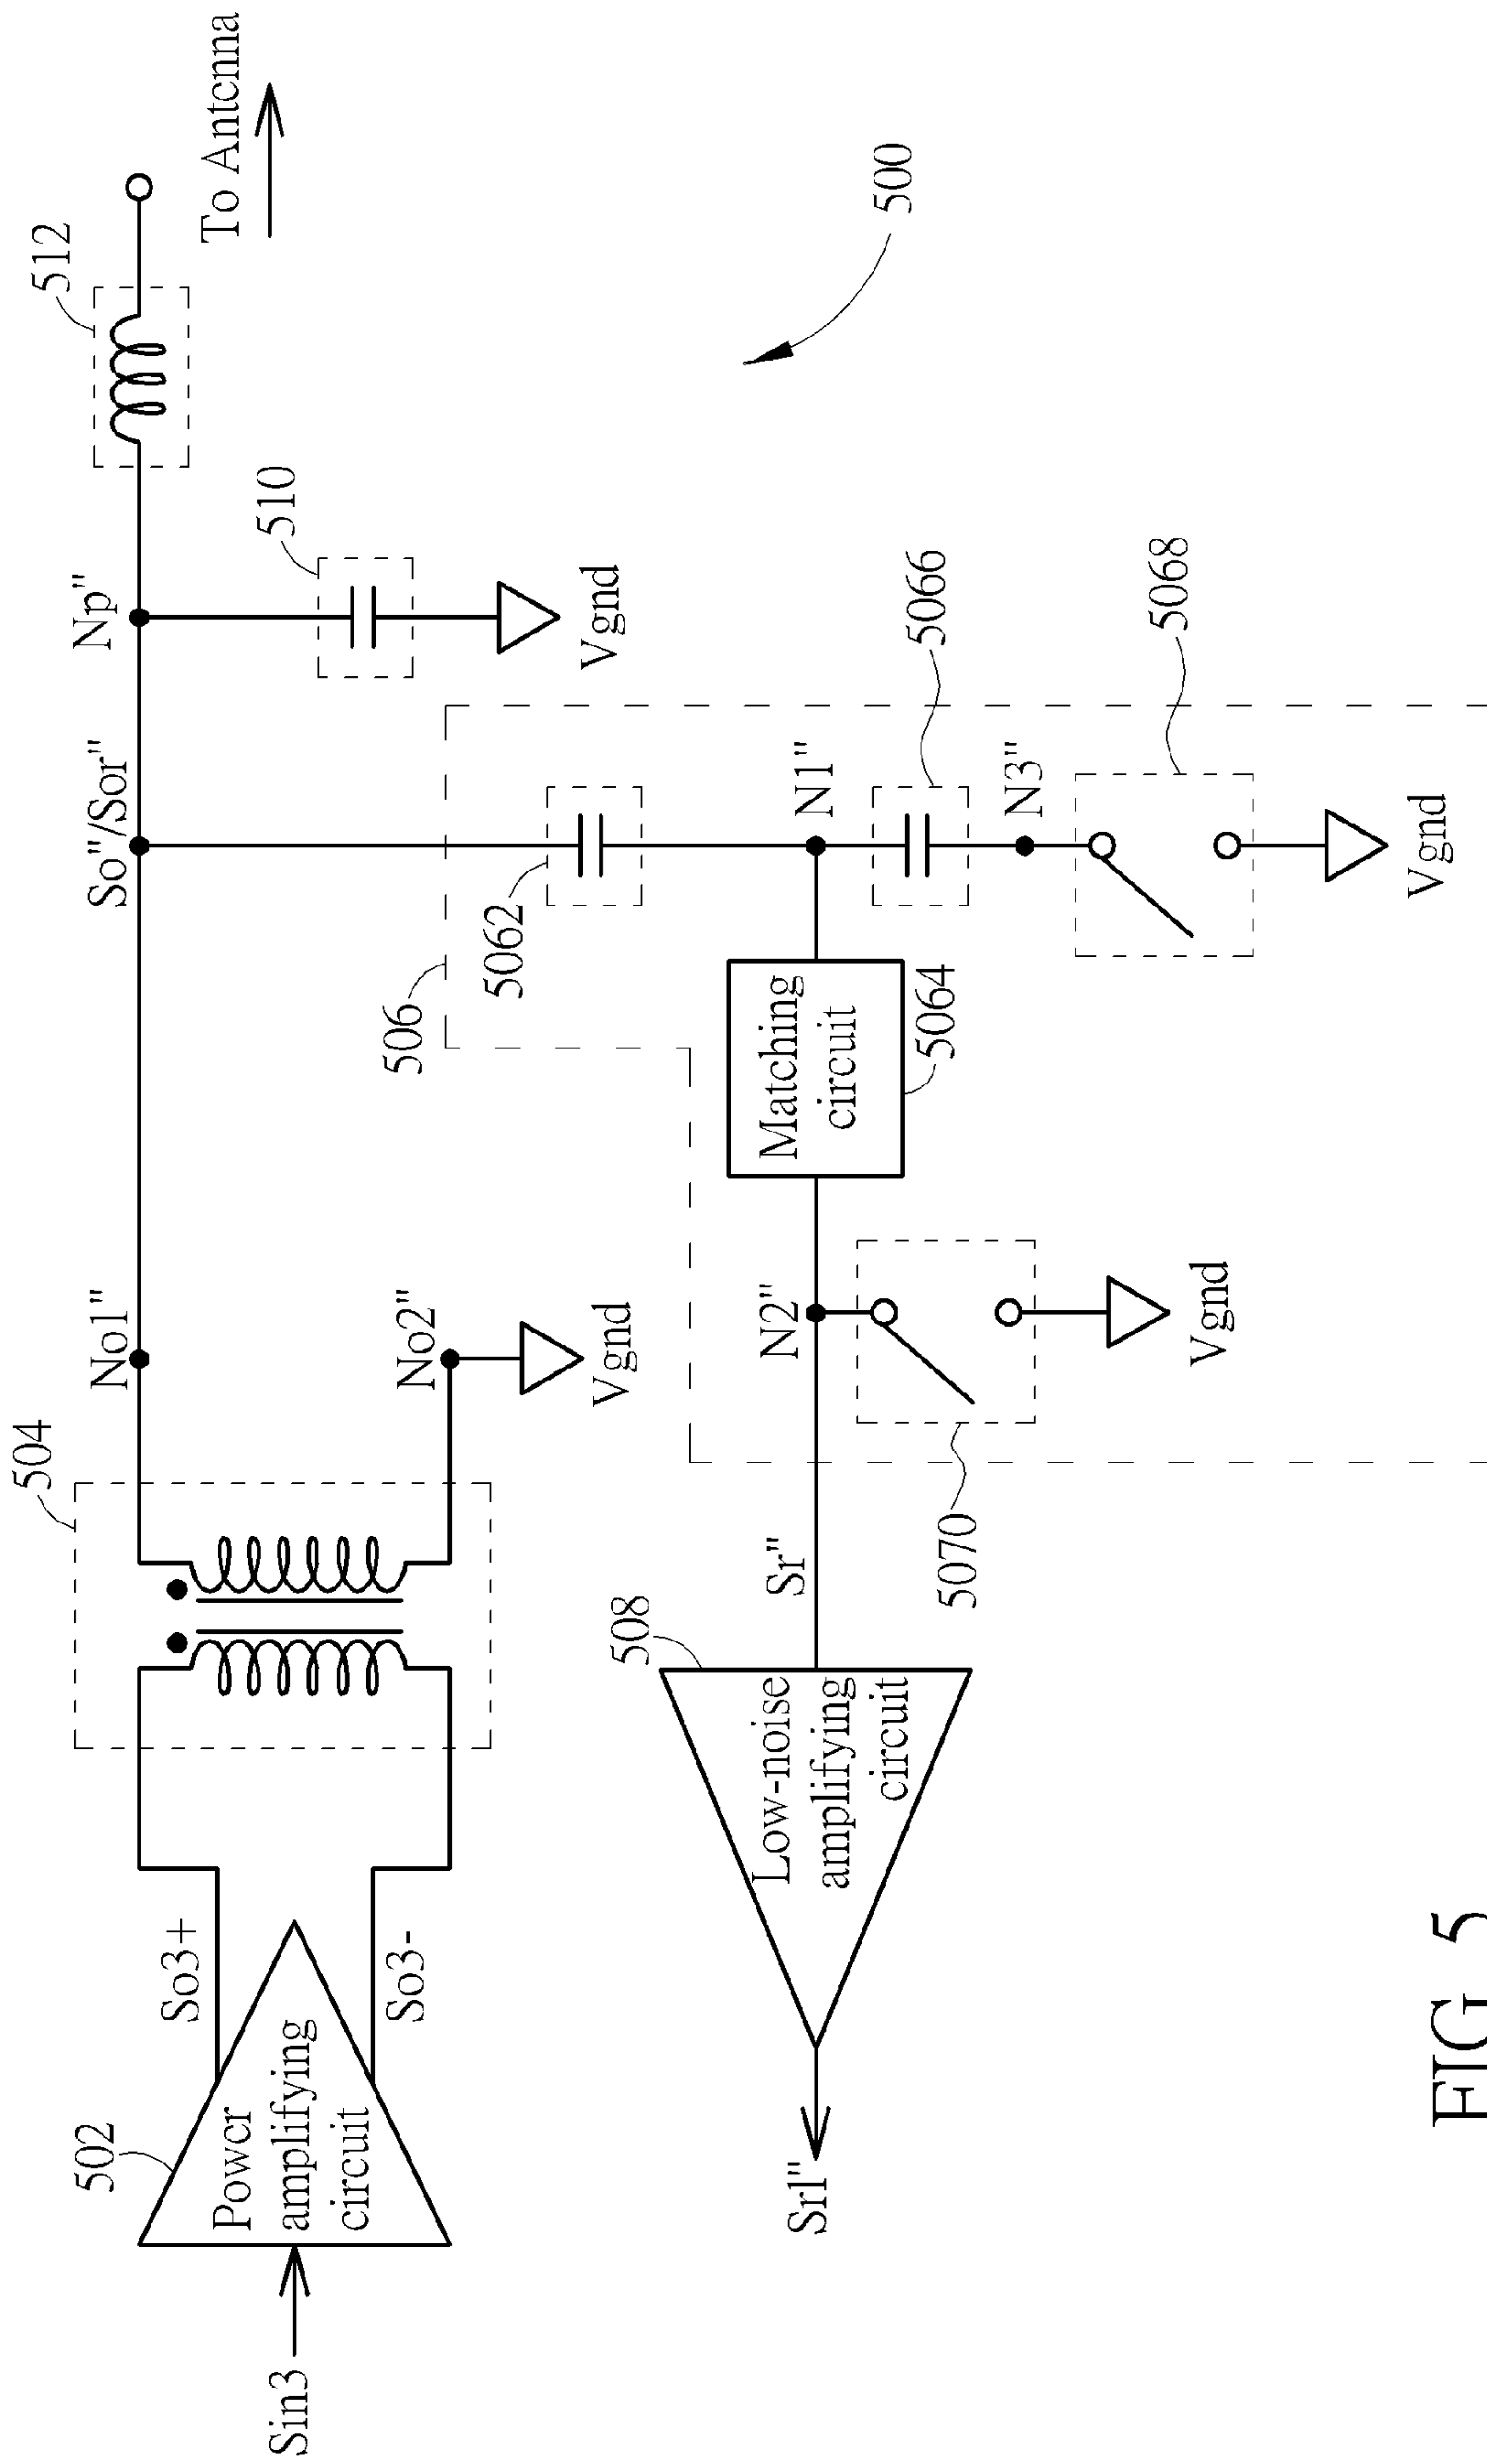 504
No1"
So"/Sor"
Np"
512
To Antenna
502
So3+
Power
amplifying
circuit
Sin3
So3-
No2"
Vgnd
506
5062
510
Vgnd
500
508
Sr"
N2"
Matching
circuit
5064
N1"
5066
N3"
5068
Low-noise
amplifying
circuit
Srl"
5070
Vgnd
Vgnd
FIG. 5